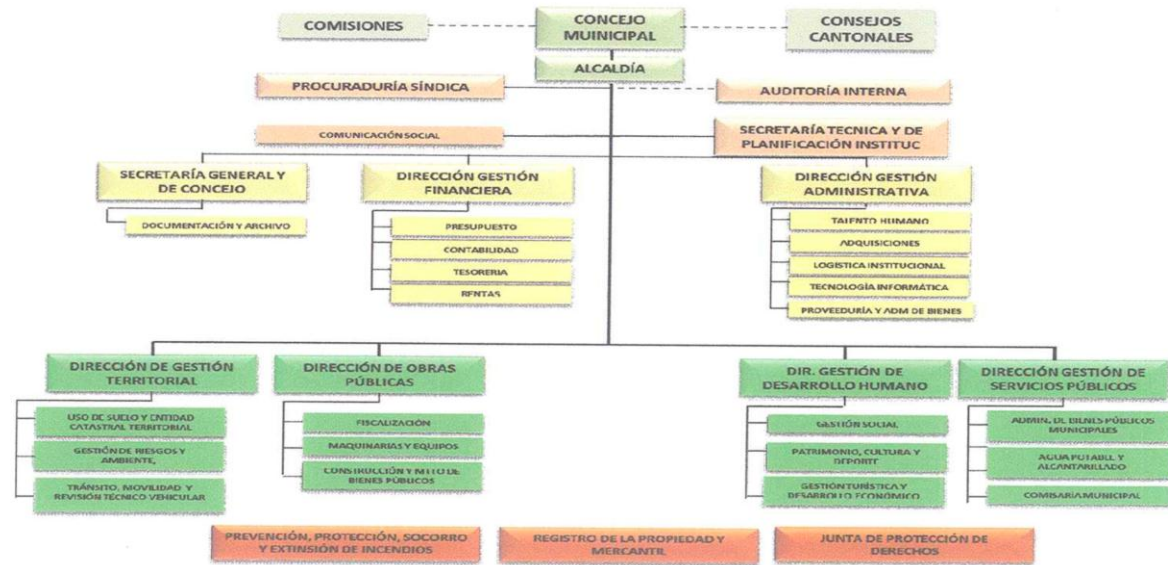 COMISIONES
CONCEJO
MUINICIPAL
CONSEJOS
CANTONALES
ALCALDÍA
PROCURADURÍA SÍNDICA
AUDITORÍA INTERNA
COMUNICACIÓN SOCIAL
SECRETARÍA TECNICA Y DE
PLANIFICACIÓN INSTITUC
SECRETARÍA GENERAL Y
DE CONCEJO
DOCUMENTACIÓN Y ARCHIVO
DIRECCIÓN GESTIÓN
FINANCIERA
PRESUPUESTO
CONTABILIDAD
TESORERIA
RENTAS
DIRECCIÓN GESTIÓN
ADMINISTRATIVA
TALENTO HUMANO
ADQUISICIONES
LOGISTICA INSTITUCIONAL
TECNOLOGÍA INFORMÁTICA
PROVEEDURÍA Y ADM DE BIENES
DIRECCIÓN DE GESTIÓN
TERRITORIAL
USO DE SUELO Y ENTIDAD
CATASTRAL TERRITORIAL
GESTIÓN DE RIESGOS Y
AMBIENTE,
TRÁNSITO, MOVILIDAD Y
REVISIÓN TÉCNICO VEHICULAR
DIRECCIÓN DE OBRAS
PÚBLICAS
FISCALIZACIÓN
MAQUINARIAS Y EQUIPOS
CONSTRUCCIÓN Y MTTO DE
BIENES PÚBLICOS
DIR. GESTIÓN DE
DESARROLLO HUMANO
GESTIÓN SOCIAL
PATRIMONIO, CULTURA Y
DEPORTE
GESTIÓN TURÍSTICA Y
DESARROLLO ECONÓMICO
DIRECCIÓN GESTIÓN DE
SERVICIOS PÚBLICOS
ADMIN. DE BIENES PÚBLICOS
MUNICIPALES
AGUA POTABLE Y
ALCANTARILLADO
COMISARÍA MUNICIPAL
PREVENCIÓN, PROTECCIÓN, SOCORRO
Y EXTINSIÓN DE INCENDIOS
REGISTRO DE LA PROPIEDAD Y
MERCANTIL
JUNTA DE PROTECCIÓN DE
DERECHOS